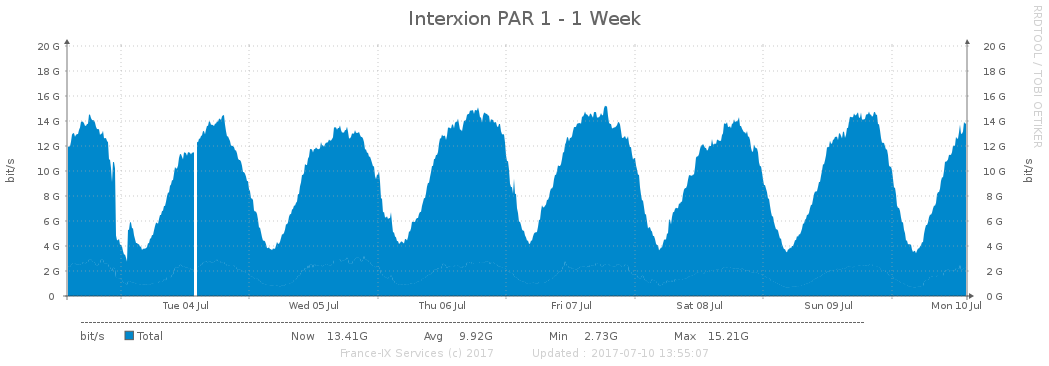 Interxion PAR 1 - 1 Week
RRDTOOL / TOBI OETIKER
bit/s
bit/s
20 G 20 G
18 G 18 G
16 G 16 G
14 G 14 G
12 G 12 G
10 G 10 G
8 G 8 G
6 G 6 G
4 G 4 G
2 G 2 G
0 0 G
Tue 04 Jul Wed 05 Jul Thu 06 Jul Fri 07 Jul Sat 08 Jul Sun 09 Jul Mon 10 Jul
bit/s Total Now 13.41G Avg 9.92G Min 2.73G Max 15.21G
France-IX Services (c) 2017 Updated : 2017-07-10 13:55:07